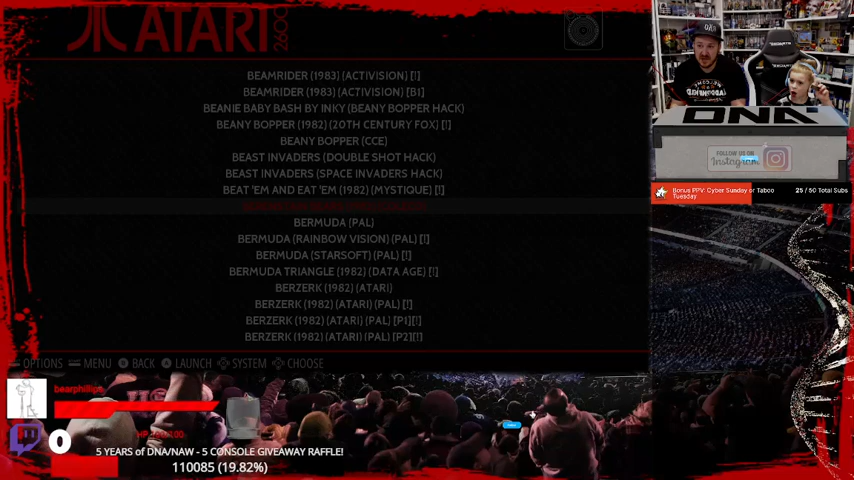 ATARI 2600
BEAMRIDER (1983) (ACTIVISION) [!]
BEAMRIDER (1983) (ACTIVISION) [B1]
BEANIE BABY BASH BY INKY (BEANY BOPPER HACK)
BEANY BOPPER (1982) (20TH CENTURY FOX) [!]
BEANY BOPPER (CCE)
BEAST INVADERS (DOUBLE SHOT HACK)
BEAST INVADERS (SPACE INVADERS HACK)
BEAT 'EM AND EAT 'EM (1982) (MYSTIQUE) [!]
BERMUDA (PAL)
BERMUDA (RAINBOW VISION) (PAL) [!]
BERMUDA (STARSOFT) (PAL) [!]
BERMUDA TRIANGLE (1982) (DATA AGE) [!]
BERZERK (1982) (ATARI)
BERZERK (1982) (ATARI) (PAL) [!]
BERZERK (1982) (ATARI) (PAL) [P1][!]
BERZERK (1982) (ATARI) (PAL) [P2][!]
OPTIONS MENU BACK LAUNCH SYSTEM CHOOSE
DNA
FOLLOW US ON
Instagram
Bonus PPV: Cyber Sunday or Taboo Tuesday
25 / 50 Total Subs
bearphillips
0
5 YEARS of DNA/NAW - 5 CONSOLE GIVEAWAY RAFFLE!
110085 (19.82%)